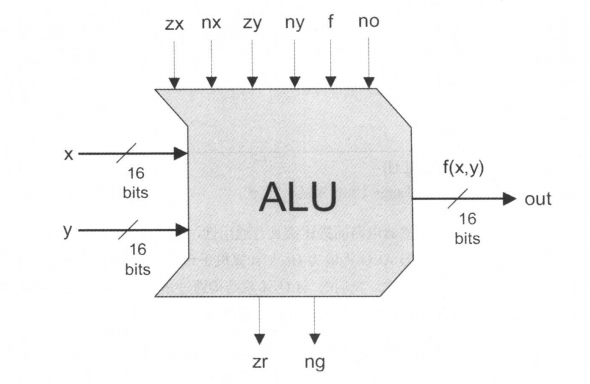 zx nx zy ny f no
x
16
bits
y
16
bits
ALU
f(x,y)
16
bits
out
zr ng